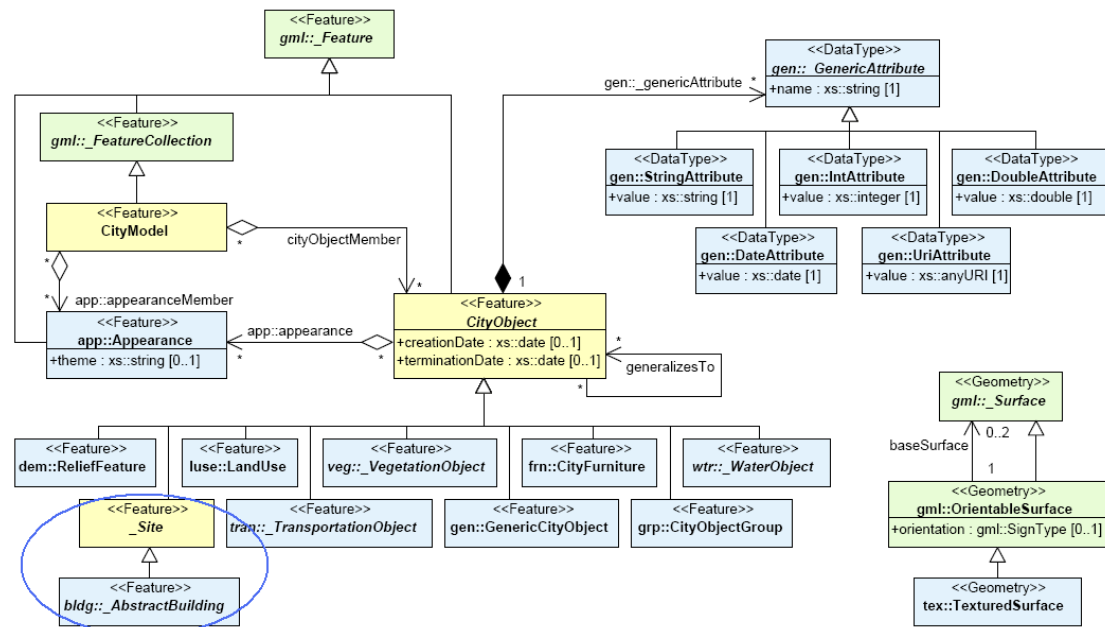 <<Feature>>
gml::_Feature
<<DataType>>
gen::_GenericAttribute
+name : xs::string [1]
gen::_genericAttribute
*
<<Feature>>
gml::_FeatureCollection
<<DataType>>
gen::StringAttribute
+value : xs::string [1]
<<DataType>>
gen::IntAttribute
+value : xs::integer [1]
<<DataType>>
gen::DoubleAttribute
+value : xs::double [1]
<<Feature>>
CityModel
*
cityObjectMember
*
<<DataType>>
gen::DateAttribute
+value : xs::date [1]
<<DataType>>
gen::UriAttribute
+value : xs::anyURI [1]
*
*
app::appearanceMember
1
<<Feature>>
app::Appearance
+theme : xs::string [0..1]
app::appearance
*
*
<<Feature>>
CityObject
+creationDate : xs::date [0..1]
+terminationDate : xs::date [0..1]
*
generalizesTo
*
<<Geometry>>
gml::_Surface
baseSurface
0..2
1
<<Feature>>
dem::ReliefFeature
<<Feature>>
luse::LandUse
<<Feature>>
veg::_VegetationObject
<<Feature>>
frn::CityFurniture
<<Feature>>
wtr::_WaterObject
<<Feature>>
_Site
<<Feature>>
tran::_TransportationObject
<<Feature>>
gen::GenericCityObject
<<Feature>>
grp::CityObjectGroup
<<Geometry>>
gml::OrientableSurface
+orientation : gml::SignType [0..1]
<<Feature>>
bldg::_AbstractBuilding
<<Geometry>>
tex::TexturedSurface